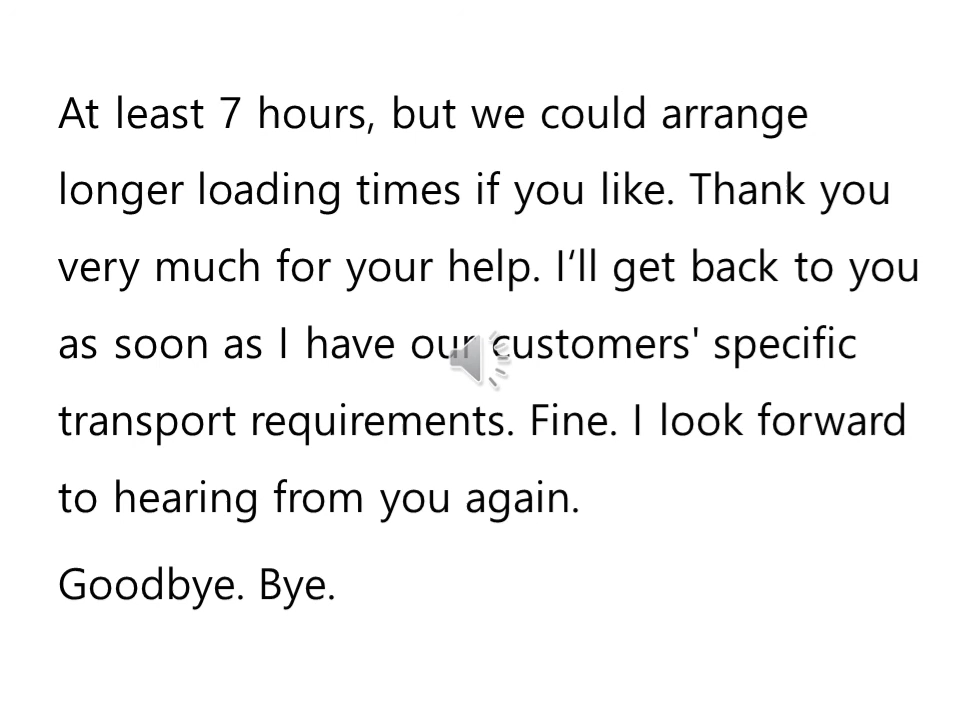 At least 7 hours, but we could arrange
longer loading times if you like. Thank you
very much for your help. I‘ll get back to you
as soon as I have our customers' specific
transport requirements. Fine. I look forward
to hearing from you again.
Goodbye. Bye.